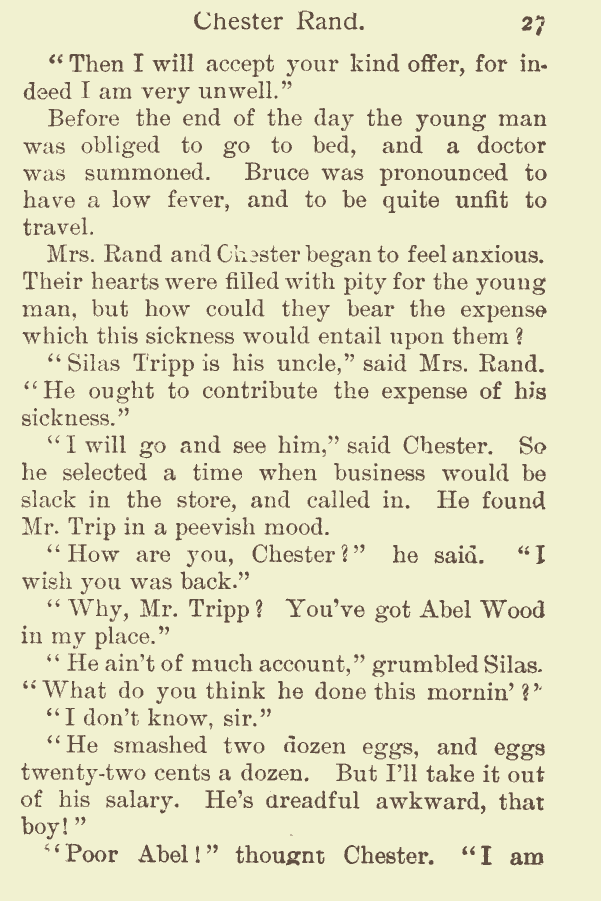 Chester Rand. 27
“Then I will accept your kind offer, for in-
deed I am very unwell.”
Before the end of the day the young man
was obliged to go to bed, and a doctor
was summoned. Bruce was pronounced to
have a low fever, and to be quite unfit to
travel.
Mrs. Rand and Chester began to feel anxious.
Their hearts were filled with pity for the young
man, but how could they bear the expense
which this sickness would entail upon them?
“Silas Tripp is his uncle,” said Mrs. Rand.
“He ought to contribute the expense of his
sickness.”
“I will go and see him,” said Chester. So
he selected a time when business would be
slack in the store, and called in. He found
Mr. Trip in a peevish mood.
“How are you, Chester?” he said. “I
wish you was back.”
“Why, Mr. Tripp? You’ve got Abel Wood
in my place.”
“He ain’t of much account,” grumbled Silas.
“What do you think he done this mornin’?”
“I don’t know, sir.”
“He smashed two dozen eggs, and eggs
twenty-two cents a dozen. But I’ll take it out
of his salary. He’s dreadful awkward, that
boy!”
“Poor Abel!” thought Chester. “I am